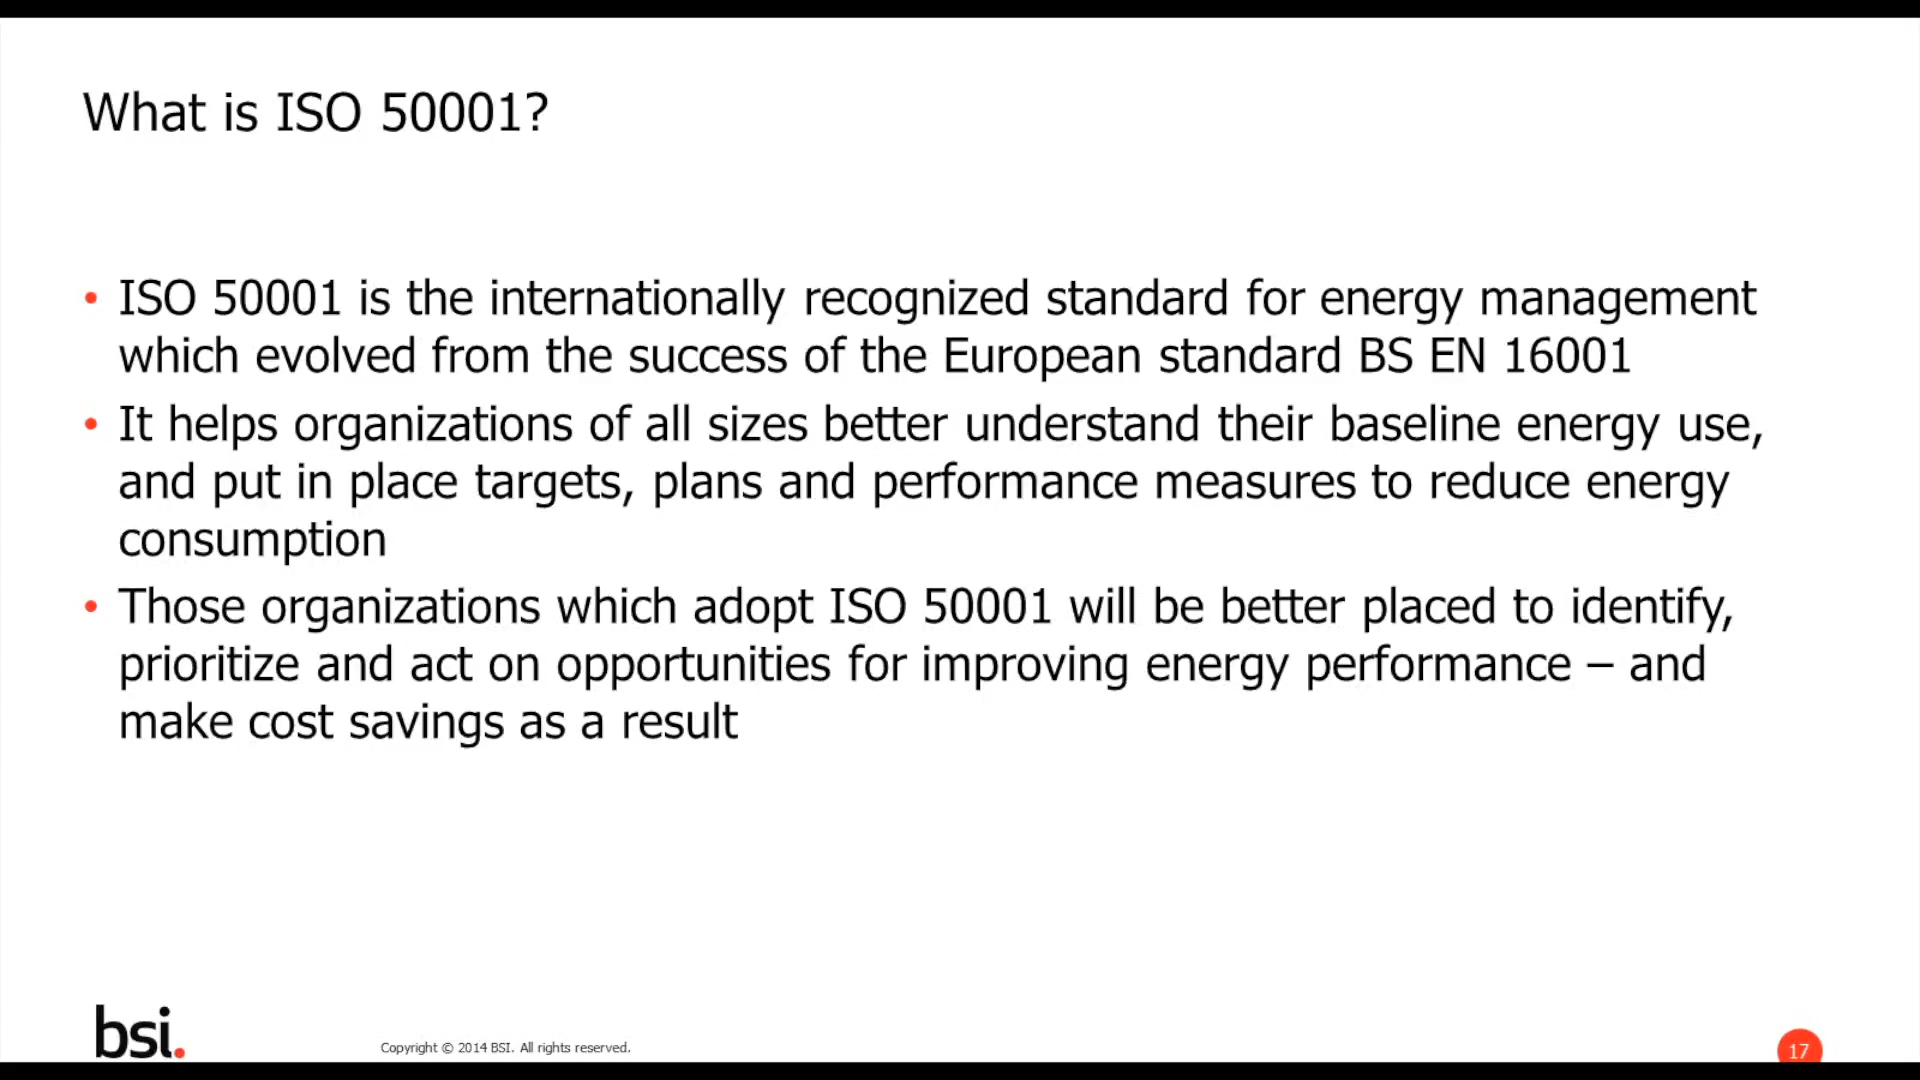 What is ISO 50001?
• ISO 50001 is the internationally recognized standard for energy management
which evolved from the success of the European standard BS EN 16001
• It helps organizations of all sizes better understand their baseline energy use,
and put in place targets, plans and performance measures to reduce energy
consumption
• Those organizations which adopt ISO 50001 will be better placed to identify,
prioritize and act on opportunities for improving energy performance – and
make cost savings as a result
bsi.
Copyright © 2014 BSI. All rights reserved.
17